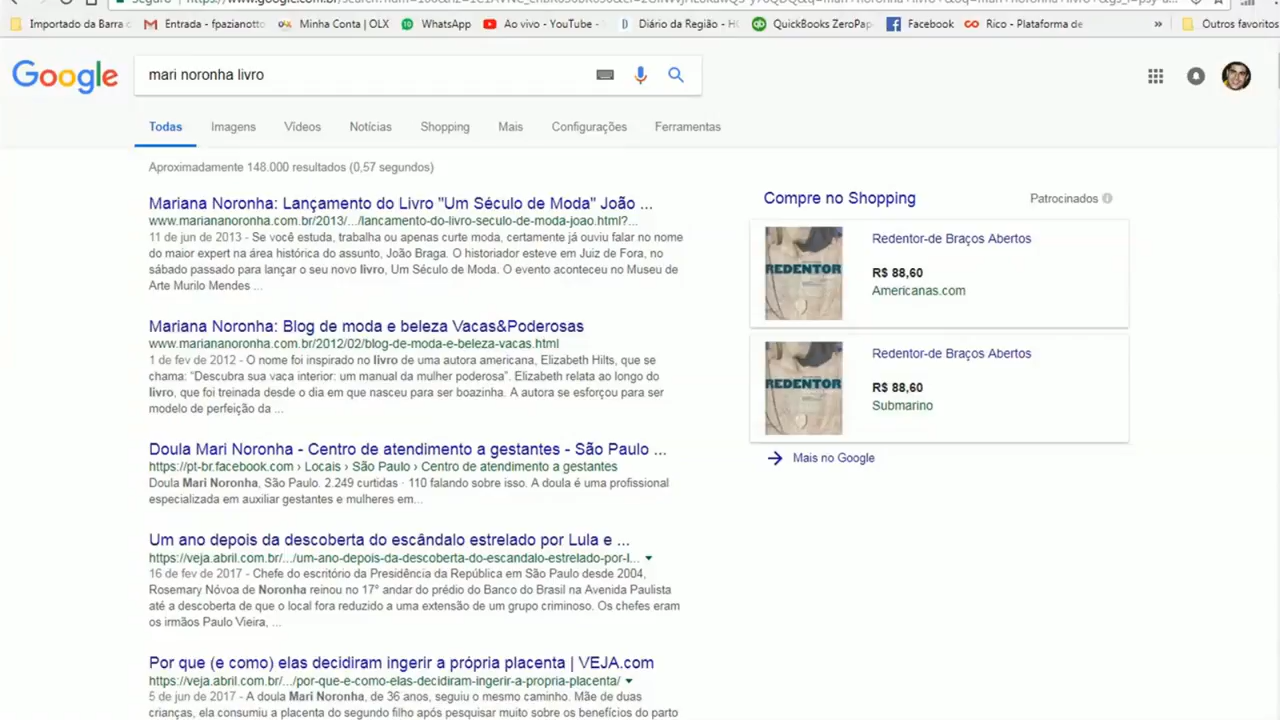 Importado da Barra d
Entrada - fpazianotto
Minha Conta | OLX
WhatsApp
Ao vivo - YouTube -
Diário da Região - HO
QuickBooks ZeroPap
Facebook
Rico - Plataforma de
»
Outros favoritos
Google
mari noronha livro
Todas
Imagens
Vídeos
Notícias
Shopping
Mais
Configurações
Ferramentas
Aproximadamente 148.000 resultados (0,57 segundos)
Mariana Noronha: Lançamento do Livro "Um Século de Moda" João ...
www.mariananoronha.com.br/2013/.../lancamento-do-livro-seculo-de-moda-joao.html?...
11 de jun de 2013 - Se você estuda, trabalha ou apenas curte moda, certamente já ouviu falar no nome
do maior expert na área histórica do assunto, João Braga. O historiador esteve em Juiz de Fora, no
sábado passado para lançar o seu novo livro, Um Século de Moda. O evento aconteceu no Museu de
Arte Murilo Mendes ...
Mariana Noronha: Blog de moda e beleza Vacas&Poderosas
www.mariananoronha.com.br/2012/02/blog-de-moda-e-beleza-vacas.html
1 de fev de 2012 - O nome foi inspirado no livro de uma autora americana, Elizabeth Hilts, que se
chama: "Descubra sua vaca interior: um manual da mulher poderosa". Elizabeth relata ao longo do
livro, que foi treinada desde o dia em que nasceu para ser boazinha. A autora se esforçou para ser
modelo de perfeição da ...
Doula Mari Noronha - Centro de atendimento a gestantes - São Paulo ...
https://pt-br.facebook.com › Locais › São Paulo › Centro de atendimento a gestantes
Doula Mari Noronha, São Paulo. 2.249 curtidas · 110 falando sobre isso. A doula é uma profissional
especializada em auxiliar gestantes e mulheres em...
Um ano depois da descoberta do escândalo estrelado por Lula e ...
https://veja.abril.com.br/.../um-ano-depois-da-descoberta-do-escandalo-estrelado-por-l...
16 de fev de 2017 - Chefe do escritório da Presidência da República em São Paulo desde 2004,
Rosemary Nóvoa de Noronha reinou no 17° andar do prédio do Banco do Brasil na Avenida Paulista
até a descoberta de que o local fora reduzido a uma extensão de um grupo criminoso. Os chefes eram
os irmãos Paulo Vieira, ...
Por que (e como) elas decidiram ingerir a própria placenta | VEJA.com
https://veja.abril.com.br/.../por-que-e-como-elas-decidiram-ingerir-a-propria-placenta/
5 de jun de 2017 - A doula Mari Noronha, de 36 anos, seguiu o mesmo caminho. Mãe de duas
crianças, ela consumiu a placenta do segundo filho após pesquisar muito sobre os benefícios do parto
Compre no Shopping
Patrocinados
REDENTOR
Redentor-de Braços Abertos
R$ 88,60
Americanas.com
REDENTOR
Redentor-de Braços Abertos
R$ 88,60
Submarino
Mais no Google